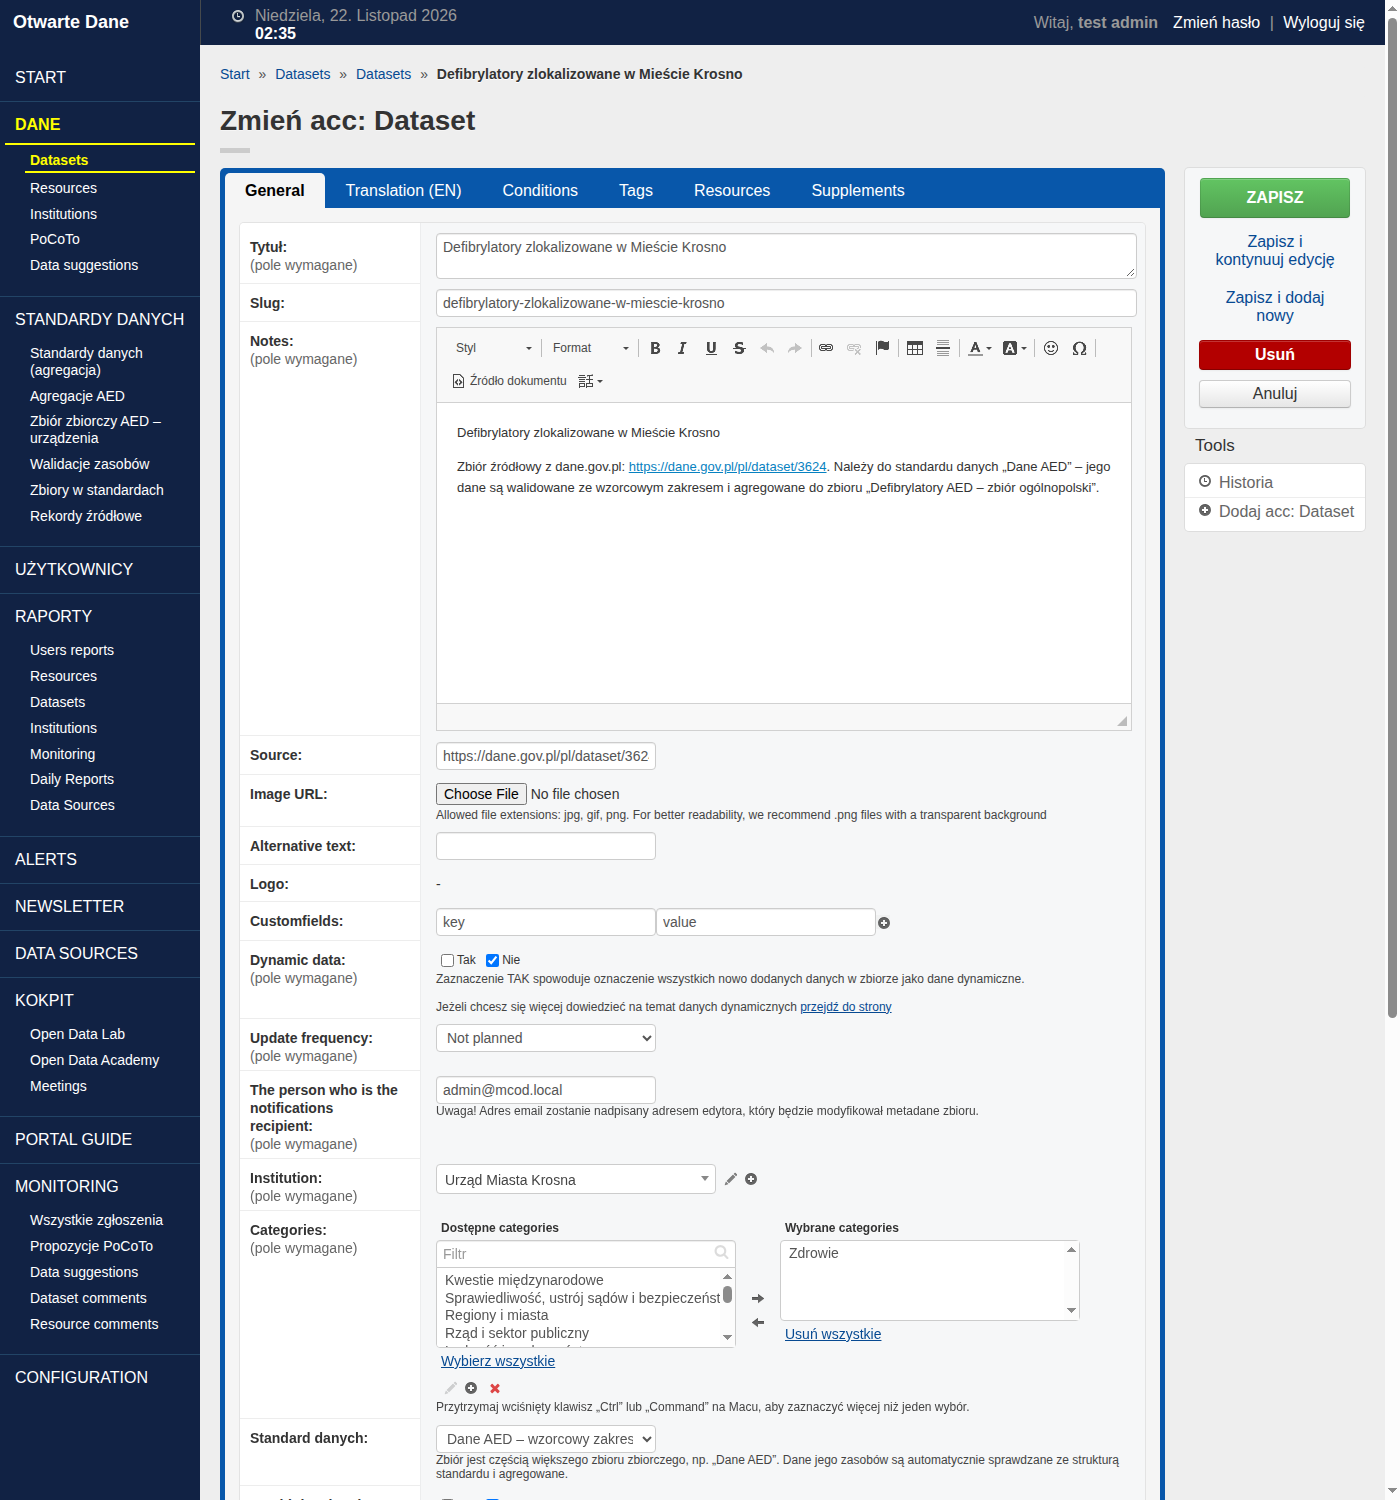 Otwarte Dane
Niedziela, 22. Listopad 2026
02:35
Witaj, test admin Zmień hasło | Wyloguj się
START
DANE
Datasets
Resources
Institutions
PoCoTo
Data suggestions
STANDARDY DANYCH
Standardy danych
(agregacja)
Agregacje AED
Zbiór zbiorczy AED –
urządzenia
Walidacje zasobów
Zbiory w standardach
Rekordy źródłowe
UŻYTKOWNICY
RAPORTY
Users reports
Resources
Datasets
Institutions
Monitoring
Daily Reports
Data Sources
ALERTS
NEWSLETTER
DATA SOURCES
KOKPIT
Open Data Lab
Open Data Academy
Meetings
PORTAL GUIDE
MONITORING
Wszystkie zgłoszenia
Propozycje PoCoTo
Data suggestions
Dataset comments
Resource comments
CONFIGURATION
Start » Datasets » Datasets » Defibrylatory zlokalizowane w Mieście Krosno
Zmień acc: Dataset
General Translation (EN) Conditions Tags Resources Supplements
Tytuł:
(pole wymagane)
Defibrylatory zlokalizowane w Mieście Krosno
Slug:
defibrylatory-zlokalizowane-w-miescie-krosno
Notes:
(pole wymagane)
Styl Format
Źródło dokumentu
Defibrylatory zlokalizowane w Mieście Krosno
Zbiór źródłowy z dane.gov.pl: https://dane.gov.pl/pl/dataset/3624. Należy do standardu danych „Dane AED” – jego
dane są walidowane ze wzorcowym zakresem i agregowane do zbioru „Defibrylatory AED – zbiór ogólnopolski”.
Source:
https://dane.gov.pl/pl/dataset/362
Image URL:
Choose File No file chosen
Allowed file extensions: jpg, gif, png. For better readability, we recommend .png files with a transparent background
Alternative text:
Logo:
-
Customfields:
key value
Dynamic data:
(pole wymagane)
Tak Nie
Zaznaczenie TAK spowoduje oznaczenie wszystkich nowo dodanych danych w zbiorze jako dane dynamiczne.
Jeżeli chcesz się więcej dowiedzieć na temat danych dynamicznych przejdź do strony
Update frequency:
(pole wymagane)
Not planned
The person who is the
notifications
recipient:
(pole wymagane)
admin@mcod.local
Uwaga! Adres email zostanie nadpisany adresem edytora, który będzie modyfikował metadane zbioru.
Institution:
(pole wymagane)
Urząd Miasta Krosna
Categories:
(pole wymagane)
Dostępne categories
Filtr
Kwestie międzynarodowe
Sprawiedliwość, ustrój sądów i bezpieczeńst
Regiony i miasta
Rząd i sektor publiczny
Wybierz wszystkie
Wybrane categories
Zdrowie
Usuń wszystkie
Przytrzymaj wciśnięty klawisz „Ctrl” lub „Command” na Macu, aby zaznaczyć więcej niż jeden wybór.
Standard danych:
Dane AED – wzorcowy zakres
Zbiór jest częścią większego zbioru zbiorczego, np. „Dane AED”. Dane jego zasobów są automatycznie sprawdzane ze strukturą
standardu i agregowane.
ZAPISZ
Zapisz i
kontynuuj edycję
Zapisz i dodaj
nowy
Usuń
Anuluj
Tools
Historia
Dodaj acc: Dataset